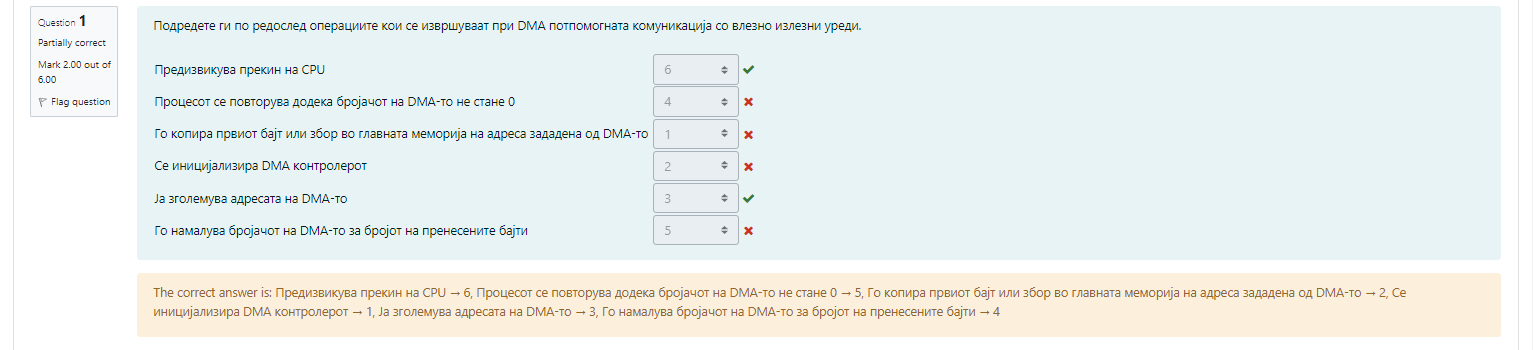 Question 1
Partially correct
Mark 2.00 out of
6.00
Flag question
Подредете ги по редослед операциите кои се извршуваат при DMA потпомогната комуникација со влезно излезни уреди.
Предизвикува прекин на CPU 6
Процесот се повторува додека бројачот на DMA-то не стане 0 4
Го копира првиот бајт или збор во главната меморија на адреса зададена од DMA-то 1
Се иницијализира DMA контролерот 2
Ја зголемува адресата на DMA-то 3
Го намалува бројачот на DMA-то за бројот на пренесените бајти 5
The correct answer is: Предизвикува прекин на CPU → 6, Процесот се повторува додека бројачот на DMA-то не стане 0 → 5, Го копира првиот бајт или збор во главната меморија на адреса зададена од DMA-то → 2, Се
иницијализира DMA контролерот → 1, Ја зголемува адресата на DMA-то → 3, Го намалува бројачот на DMA-то за бројот на пренесените бајти → 4